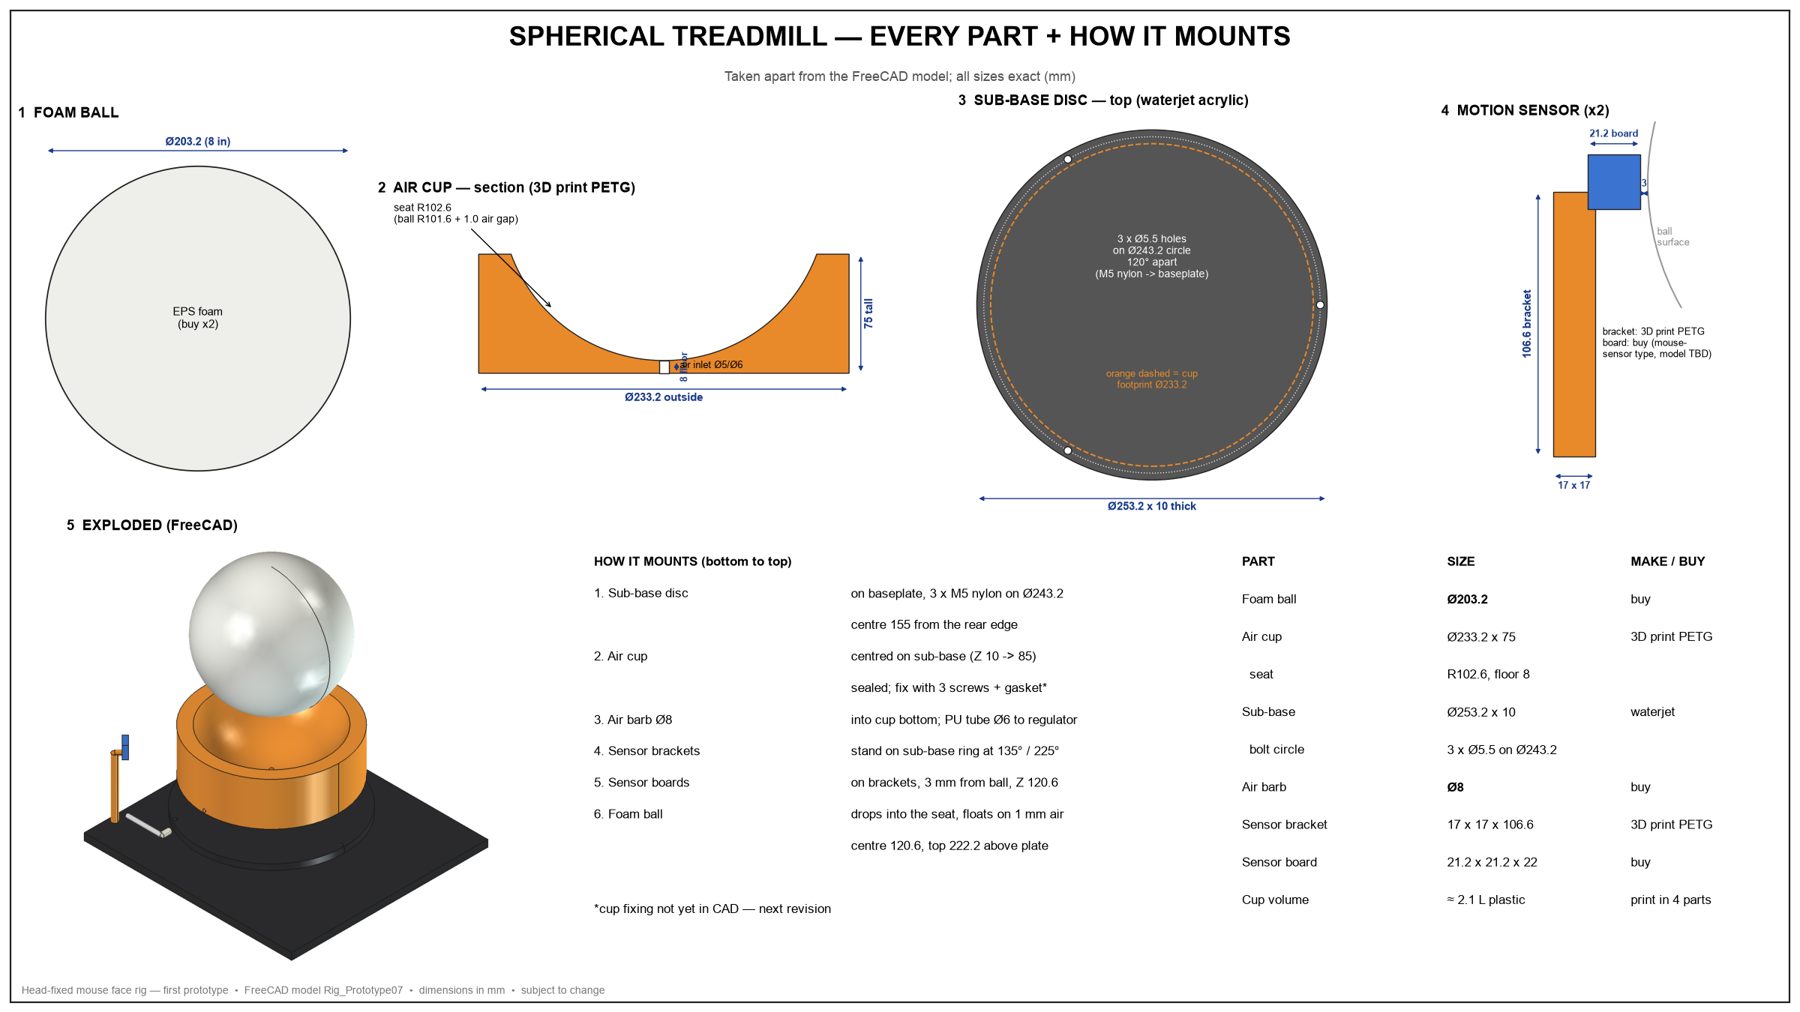 SPHERICAL TREADMILL — EVERY PART + HOW IT MOUNTS
Taken apart from the FreeCAD model; all sizes exact (mm)
1 FOAM BALL
Ø203.2 (8 in)
EPS foam
(buy x2)
2 AIR CUP — section (3D print PETG)
seat R102.6
(ball R101.6 + 1.0 air gap)
75 tall
8 floor
air inlet Ø5/Ø6
Ø233.2 outside
3 SUB-BASE DISC — top (waterjet acrylic)
3 x Ø5.5 holes
on Ø243.2 circle
120° apart
(M5 nylon -> baseplate)
orange dashed = cup
footprint Ø233.2
Ø253.2 x 10 thick
4 MOTION SENSOR (x2)
21.2 board
3
ball
surface
106.6 bracket
bracket: 3D print PETG
board: buy (mouse-
sensor type, model TBD)
17 x 17
5 EXPLODED (FreeCAD)
HOW IT MOUNTS (bottom to top)
1. Sub-base disc on baseplate, 3 x M5 nylon on Ø243.2
centre 155 from the rear edge
2. Air cup centred on sub-base (Z 10 -> 85)
sealed; fix with 3 screws + gasket*
3. Air barb Ø8 into cup bottom; PU tube Ø6 to regulator
4. Sensor brackets stand on sub-base ring at 135° / 225°
5. Sensor boards on brackets, 3 mm from ball, Z 120.6
6. Foam ball drops into the seat, floats on 1 mm air
centre 120.6, top 222.2 above plate
*cup fixing not yet in CAD — next revision
PART SIZE MAKE / BUY
Foam ball Ø203.2 buy
Air cup Ø233.2 x 75 3D print PETG
seat R102.6, floor 8
Sub-base Ø253.2 x 10 waterjet
bolt circle 3 x Ø5.5 on Ø243.2
Air barb Ø8 buy
Sensor bracket 17 x 17 x 106.6 3D print PETG
Sensor board 21.2 x 21.2 x 22 buy
Cup volume ≈ 2.1 L plastic print in 4 parts
Head-fixed mouse face rig — first prototype • FreeCAD model Rig_Prototype07 • dimensions in mm • subject to change